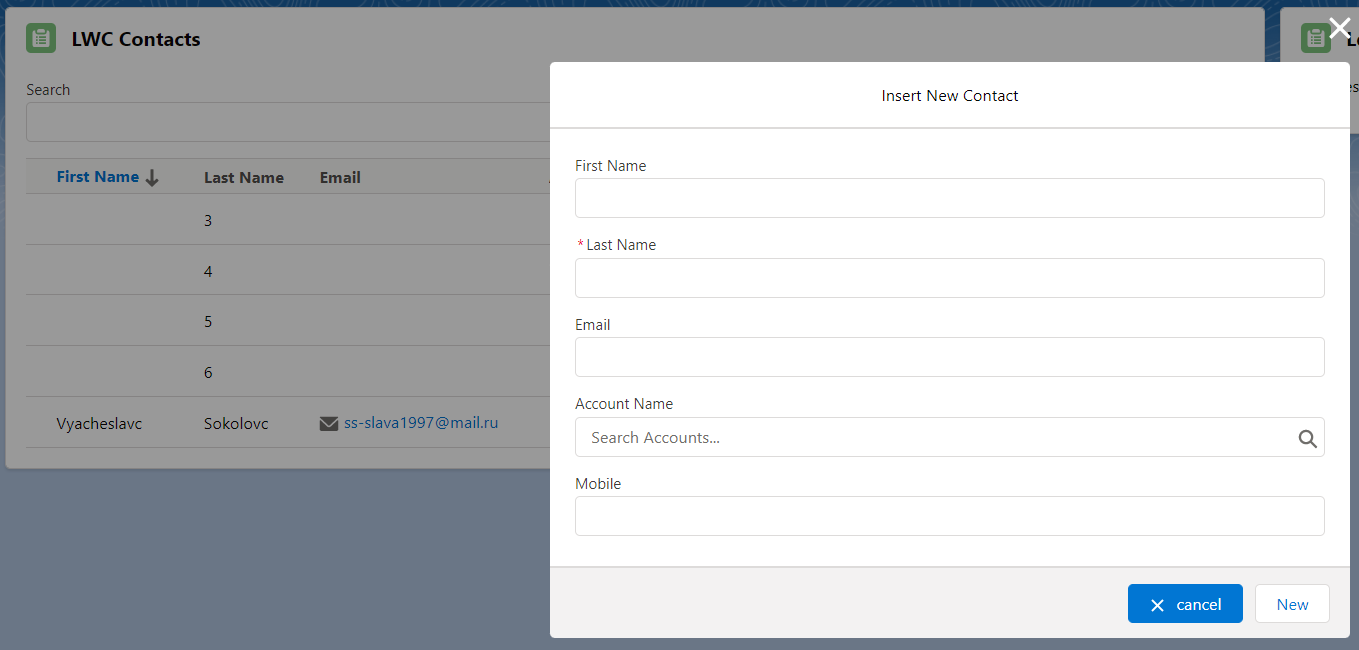 LWC Contacts
Search
First Name Last Name Email
3
4
5
6
Vyacheslavc Sokolovc ss-slava1997@mail.ru
Insert New Contact
First Name
* Last Name
Email
Account Name
Search Accounts...
Mobile
cancel New